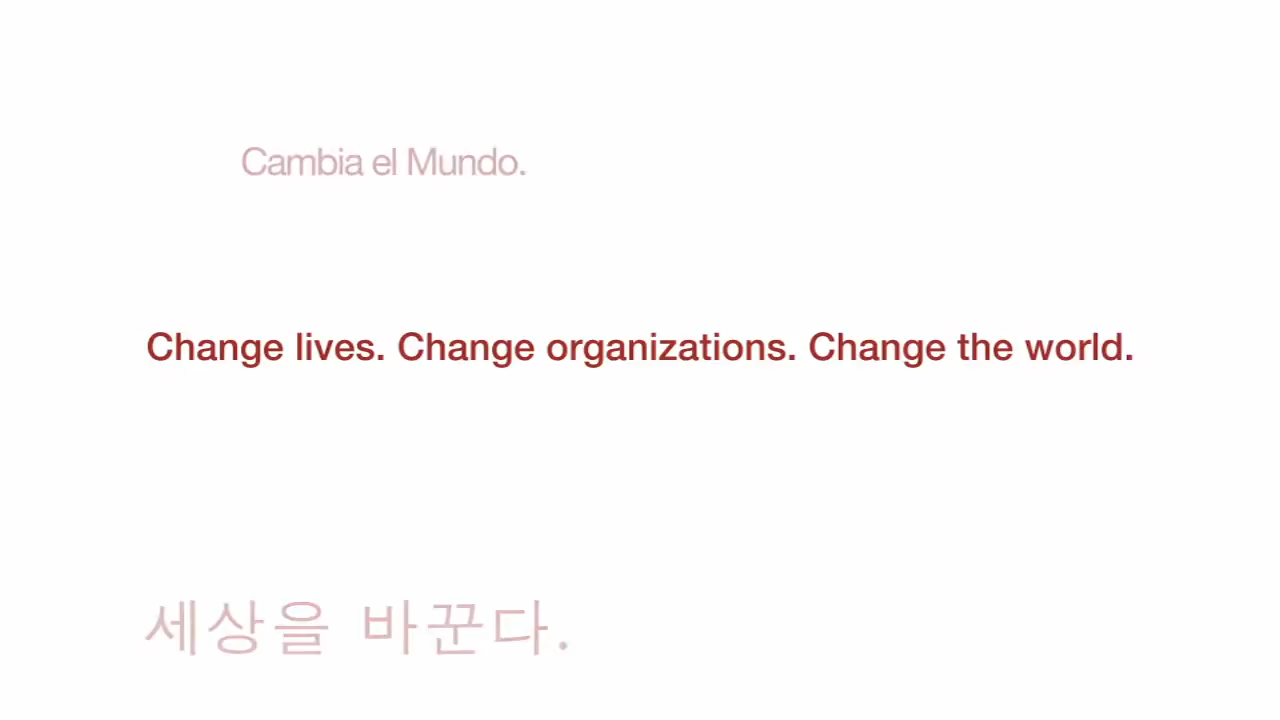 Cambia el Mundo.
Change lives. Change organizations. Change the world.
세상을 바꾼다.